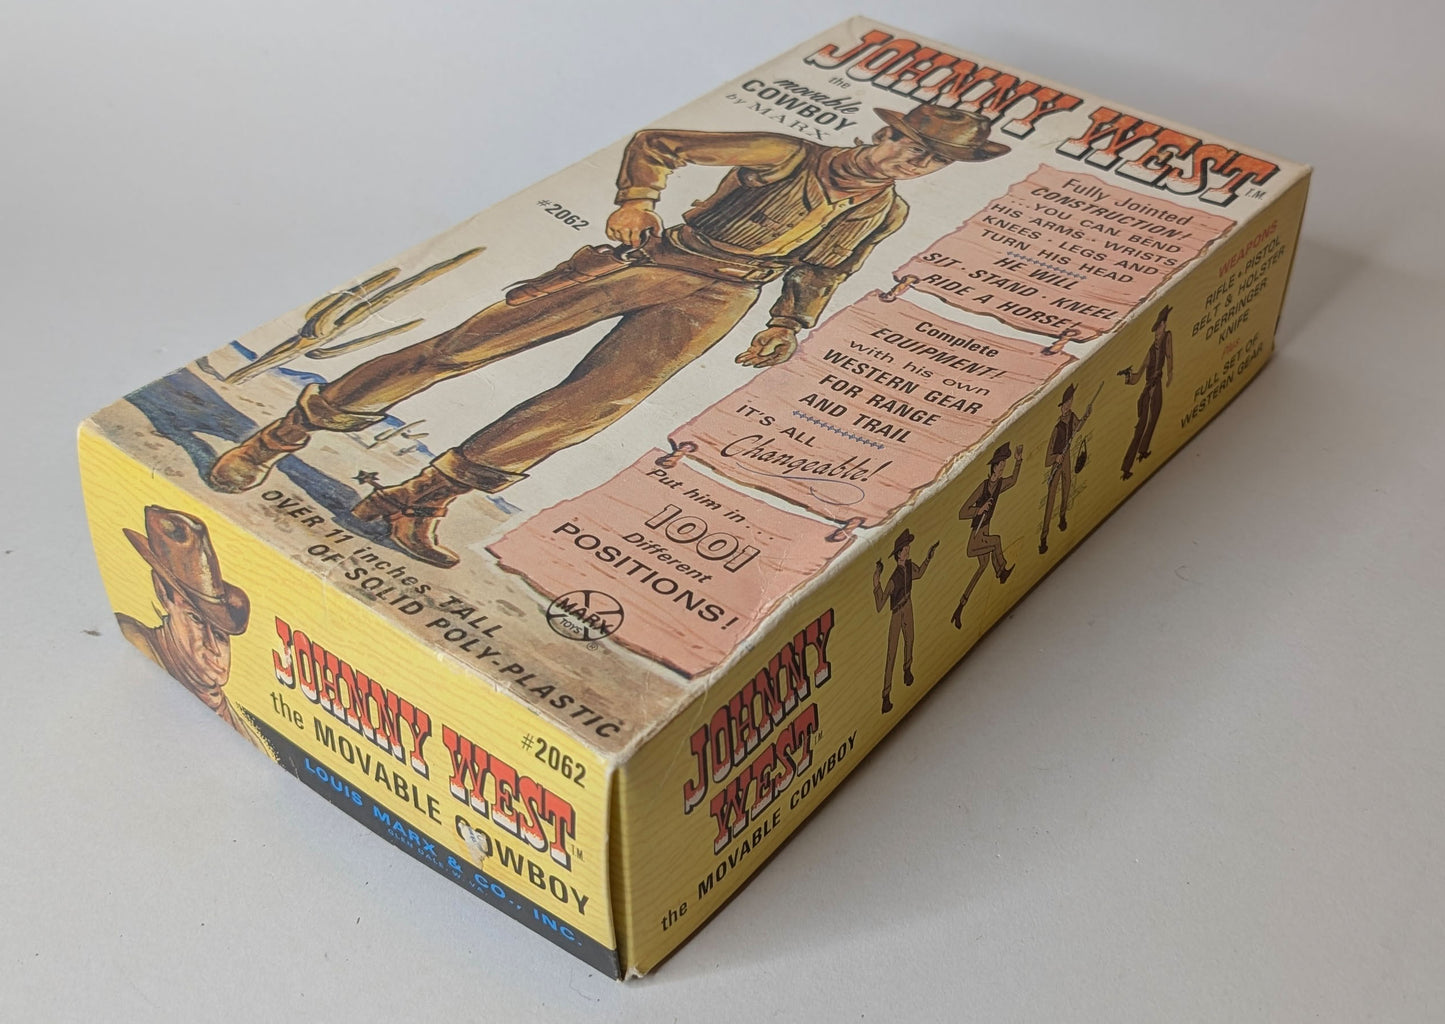 JOHNNY WEST T.M.
the movable
COWBOY
by MARX
#2062
Fully Jointed
CONSTRUCTION!
...YOU CAN BEND
HIS ARMS · WRISTS
KNEES · LEGS AND
TURN HIS HEAD
HE WILL
SIT · STAND · KNEEL
RIDE A HORSE!
Complete
EQUIPMENT!
with his own
WESTERN GEAR
FOR RANGE
AND TRAIL
IT'S ALL
Changeable!
Put him in...
1001
Different
POSITIONS!
OVER 11 inches TALL
OF SOLID POLY-PLASTIC
MARX
TOYS
®
JOHNNY WEST T.M.
#2062
the MOVABLE COWBOY
LOUIS MARX & CO., INC.
GLEN DALE, W. VA.
JOHNNY
WEST T.M.
the MOVABLE COWBOY
WEAPONS
RIFLE · PISTOL
BELT & HOLSTER
DERRINGER
KNIFE
Plus
FULL SET OF
WESTERN GEAR